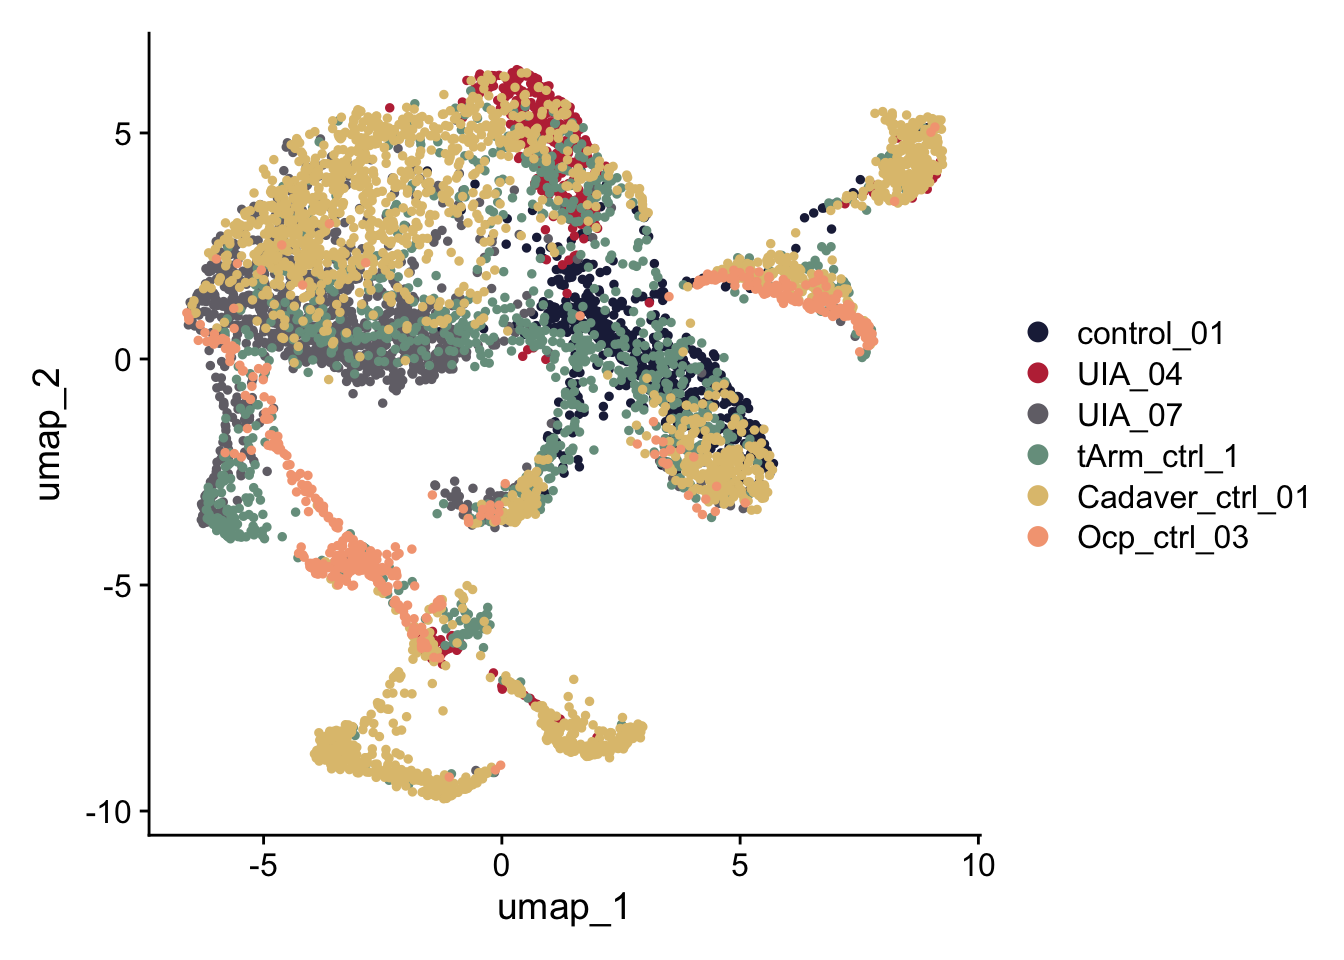 5
0
-5
-10
umap_2
-5
0
5
10
umap_1
control_01
UIA_04
UIA_07
tArm_ctrl_1
Cadaver_ctrl_01
Ocp_ctrl_03